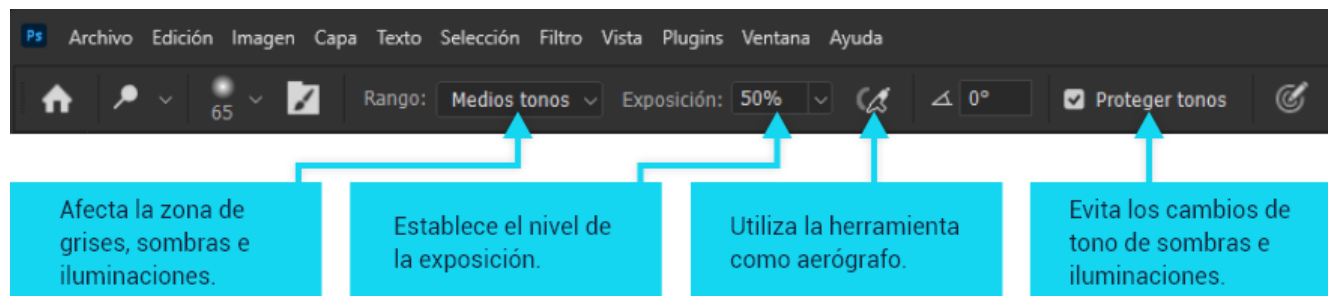 Ps Archivo Edición Imagen Capa Texto Selección Filtro Vista Plugins Ventana Ayuda
65 Rango: Medios tonos Exposición: 50% 0° Proteger tonos
Afecta la zona de
grises, sombras e
iluminaciones.
Establece el nivel de
la exposición.
Utiliza la herramienta
como aerógrafo.
Evita los cambios de
tono de sombras e
iluminaciones.